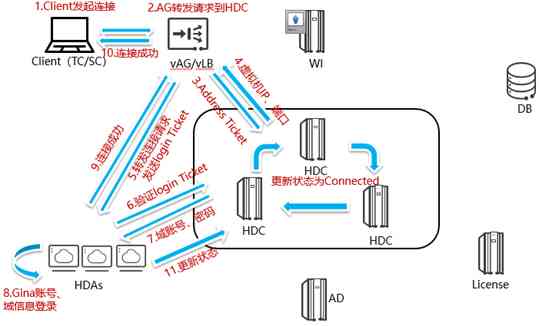 1.Client发起连接
2.AG转发请求到HDC
10.连接成功
Client（TC/SC）
vAG/vLB
WI
DB
3.Address Ticket
4.虚拟机IP、端口
9.连接成功
5.转发连接请求
发送login Ticket
HDC
更新状态为Connected
6.验证login Ticket
7.域账号、密码
HDC
HDC
11.更新状态
HDAs
8.Gina账号、
域信息登录
AD
License